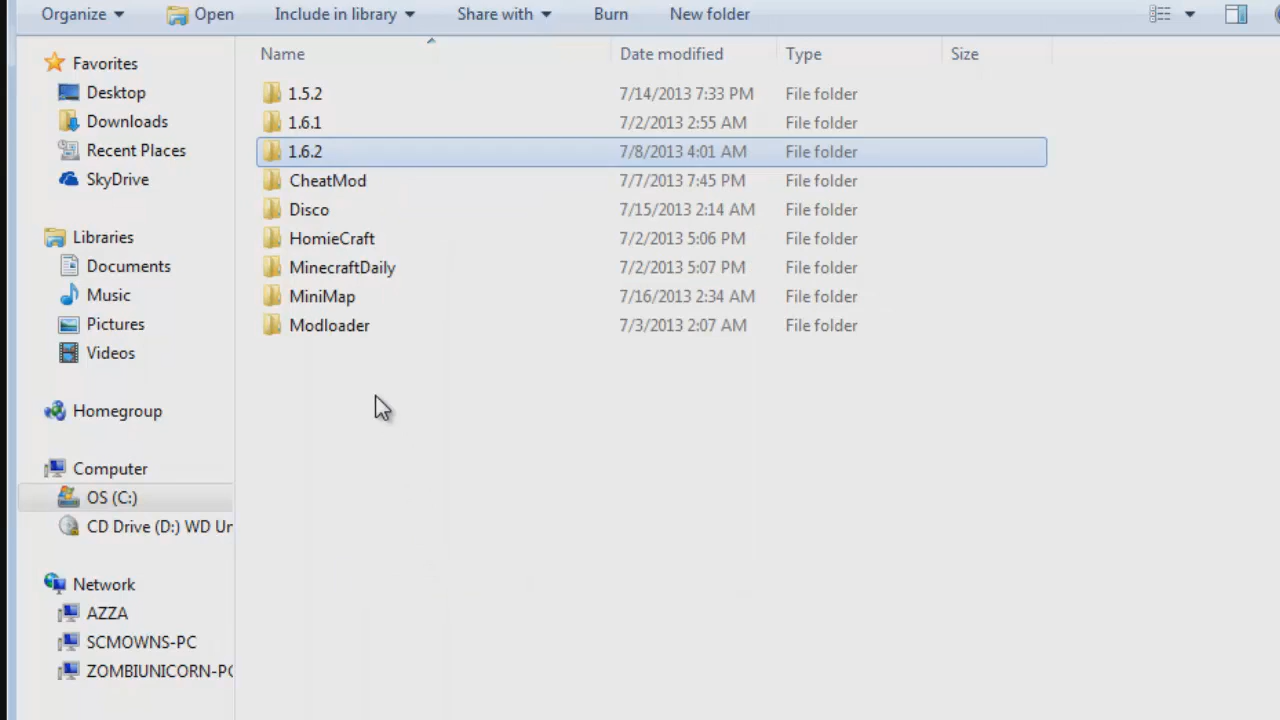 Organize Open Include in library Share with Burn New folder
Name Date modified Type Size
Favorites
Desktop
Downloads
Recent Places
SkyDrive
Libraries
Documents
Music
Pictures
Videos
Homegroup
Computer
OS (C:)
CD Drive (D:) WD Ur
Network
AZZA
SCMOWNS-PC
ZOMBIUNICORN-PC
1.5.2 7/14/2013 7:33 PM File folder
1.6.1 7/2/2013 2:55 AM File folder
1.6.2 7/8/2013 4:01 AM File folder
CheatMod 7/7/2013 7:45 PM File folder
Disco 7/15/2013 2:14 AM File folder
HomieCraft 7/2/2013 5:06 PM File folder
MinecraftDaily 7/2/2013 5:07 PM File folder
MiniMap 7/16/2013 2:34 AM File folder
Modloader 7/3/2013 2:07 AM File folder